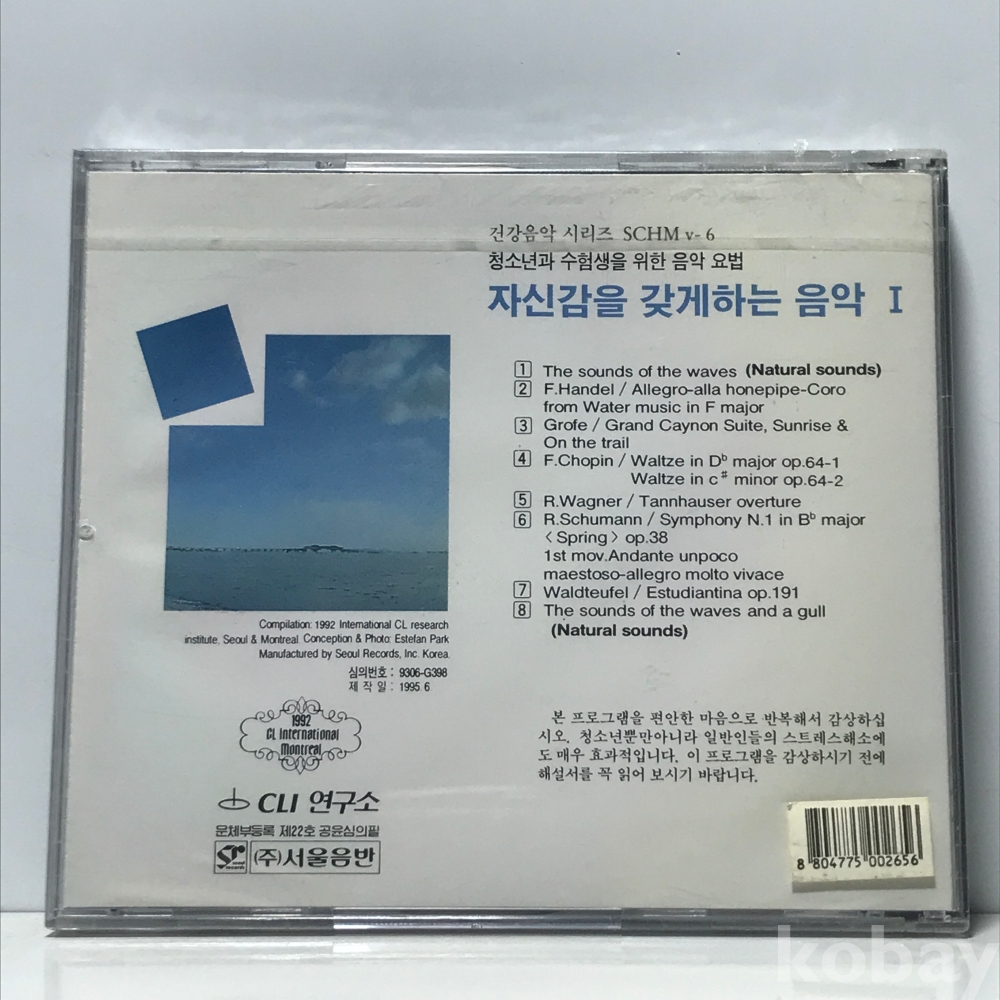 건강음악 시리즈 SCHM v- 6
청소년과 수험생을 위한 음악 요법
자신감을 갖게하는 음악 I
1 The sounds of the waves (Natural sounds)
2 F.Handel / Allegro-alla honepipe-Coro
from Water music in F major
3 Grofe / Grand Caynon Suite, Sunrise &
On the trail
4 F.Chopin / Waltze in D♭ major op.64-1
Waltze in c# minor op.64-2
5 R.Wagner / Tannhauser overture
6 R.Schumann / Symphony N.1 in B♭ major
〈Spring〉 op.38
1st mov.Andante unpoco
maestoso-allegro molto vivace
7 Waldteufel / Estudiantina op.191
8 The sounds of the waves and a gull
(Natural sounds)
Compilation: 1992 International CL research
institute, Seoul & Montreal. Conception & Photo: Estefan Park
Manufactured by Seoul Records, Inc. Korea.
심의번호 : 9306-G398
제 작 일 : 1995. 6
1992
CL International
Montreal
CLI 연구소
문체부등록 제22호 공윤심의필
SR seoul records (주)서울음반
본 프로그램을 편안한 마음으로 반복해서 감상하십
시오. 청소년뿐만아니라 일반인들의 스트레스해소에
도 매우 효과적입니다. 이 프로그램을 감상하시기 전에
해설서를 꼭 읽어 보시기 바랍니다.
8 804775 002656
kobay